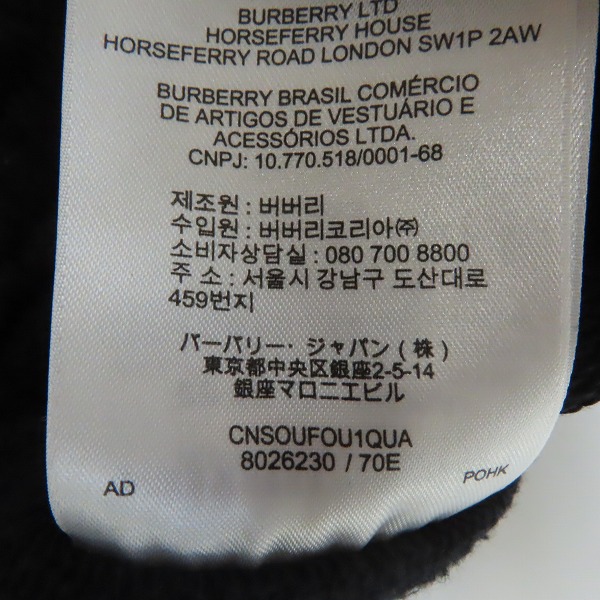 BURBERRY LTD
HORSEFERRY HOUSE
HORSEFERRY ROAD LONDON SW1P 2AW
BURBERRY BRASIL COMÉRCIO
DE ARTIGOS DE VESTUÁRIO E
ACESSÓRIOS LTDA.
CNPJ: 10.770.518/0001-68
제조원 : 버버리
수입원 : 버버리코리아㈜
소비자상담실 : 080 700 8800
주 소 : 서울시 강남구 도산대로
459번지
バーバリー・ジャパン ( 株 )
東京都中央区銀座2-5-14
銀座マロニエビル
CNSOUFOU1QUA
8026230 / 70E
AD
POHK